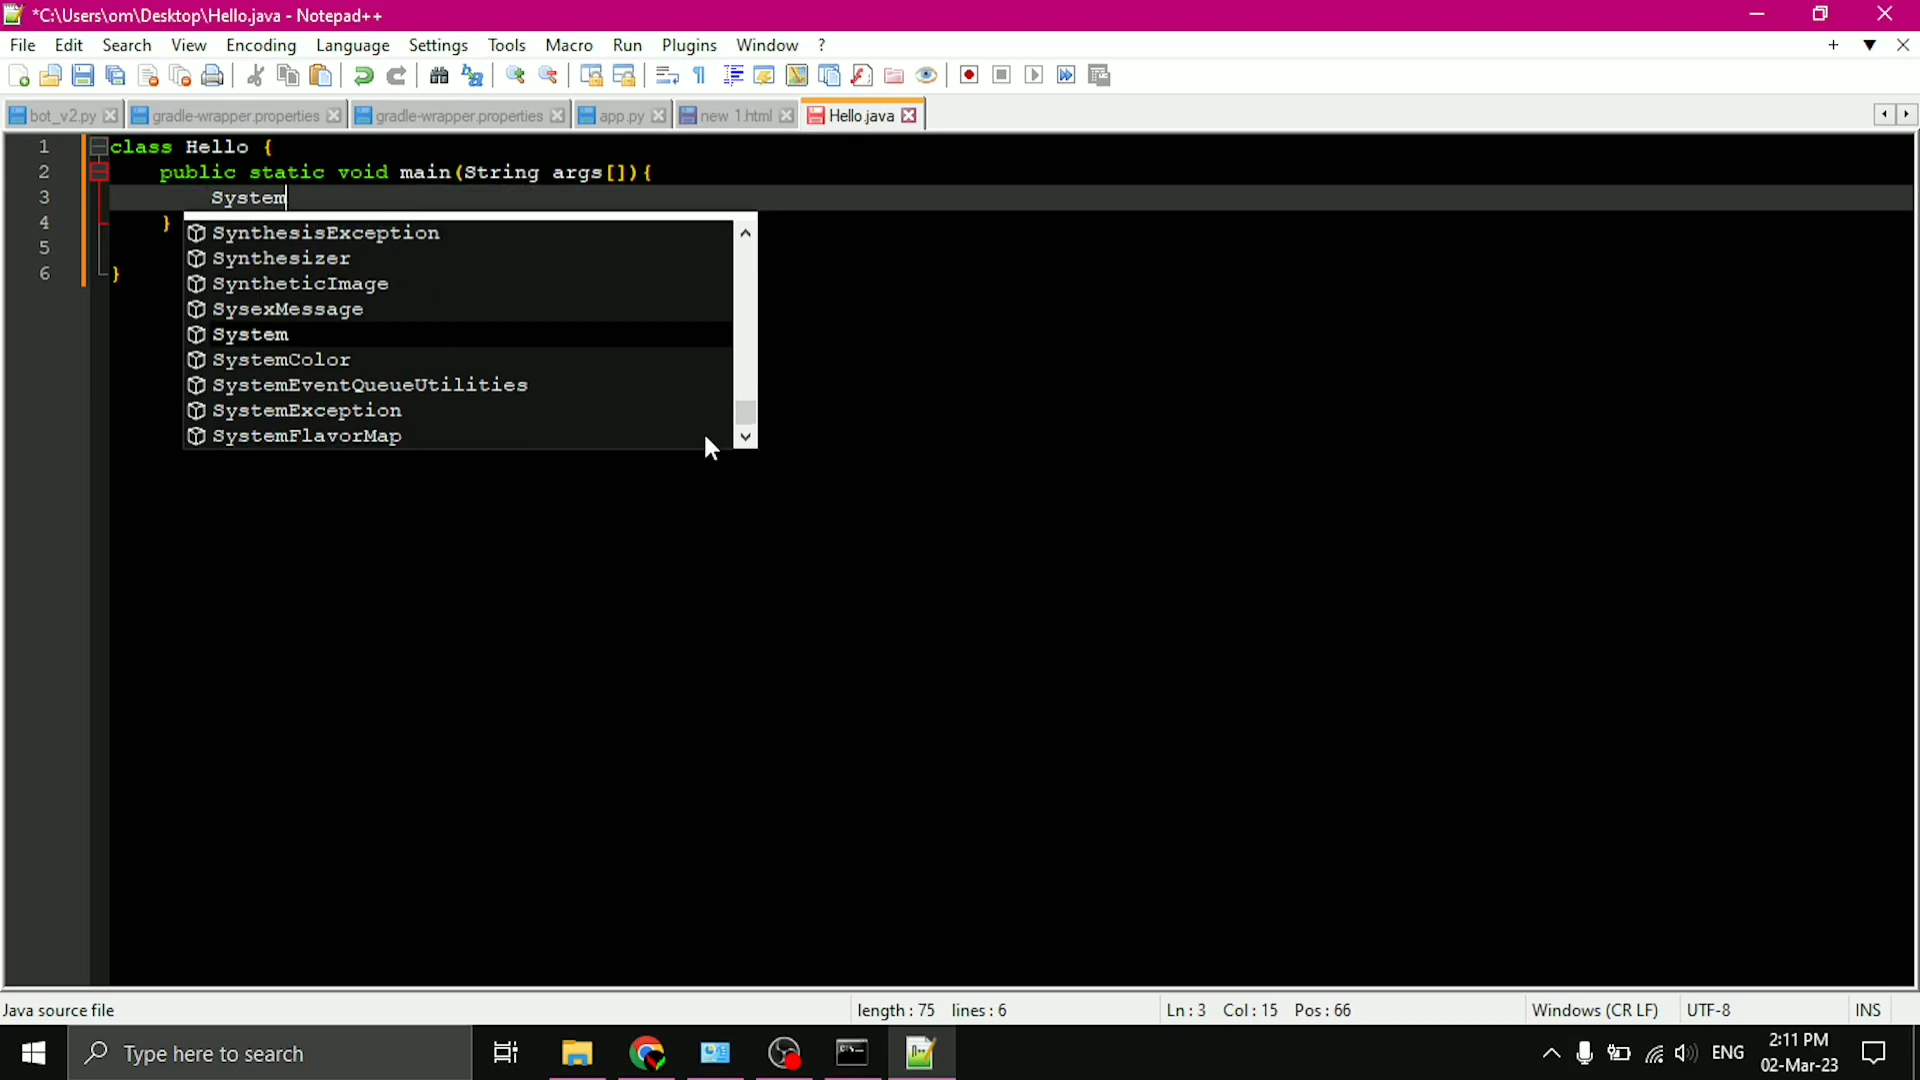 *C:\Users\om\Desktop\Hello.java - Notepad++
File Edit Search View Encoding Language Settings Tools Macro Run Plugins Window ?
bot_v2.py gradle-wrapper.properties gradle-wrapper.properties app.py new 1.html Hello.java
1 class Hello {
2 public static void main(String args[]){
3 System
4 }
5
6 }
SynthesisException
Synthesizer
SyntheticImage
SysexMessage
System
SystemColor
SystemEventQueueUtilities
SystemException
SystemFlavorMap
Java source file length : 75 lines : 6 Ln : 3 Col : 15 Pos : 66 Windows (CR LF) UTF-8 INS
Type here to search ENG 2:11 PM
02-Mar-23